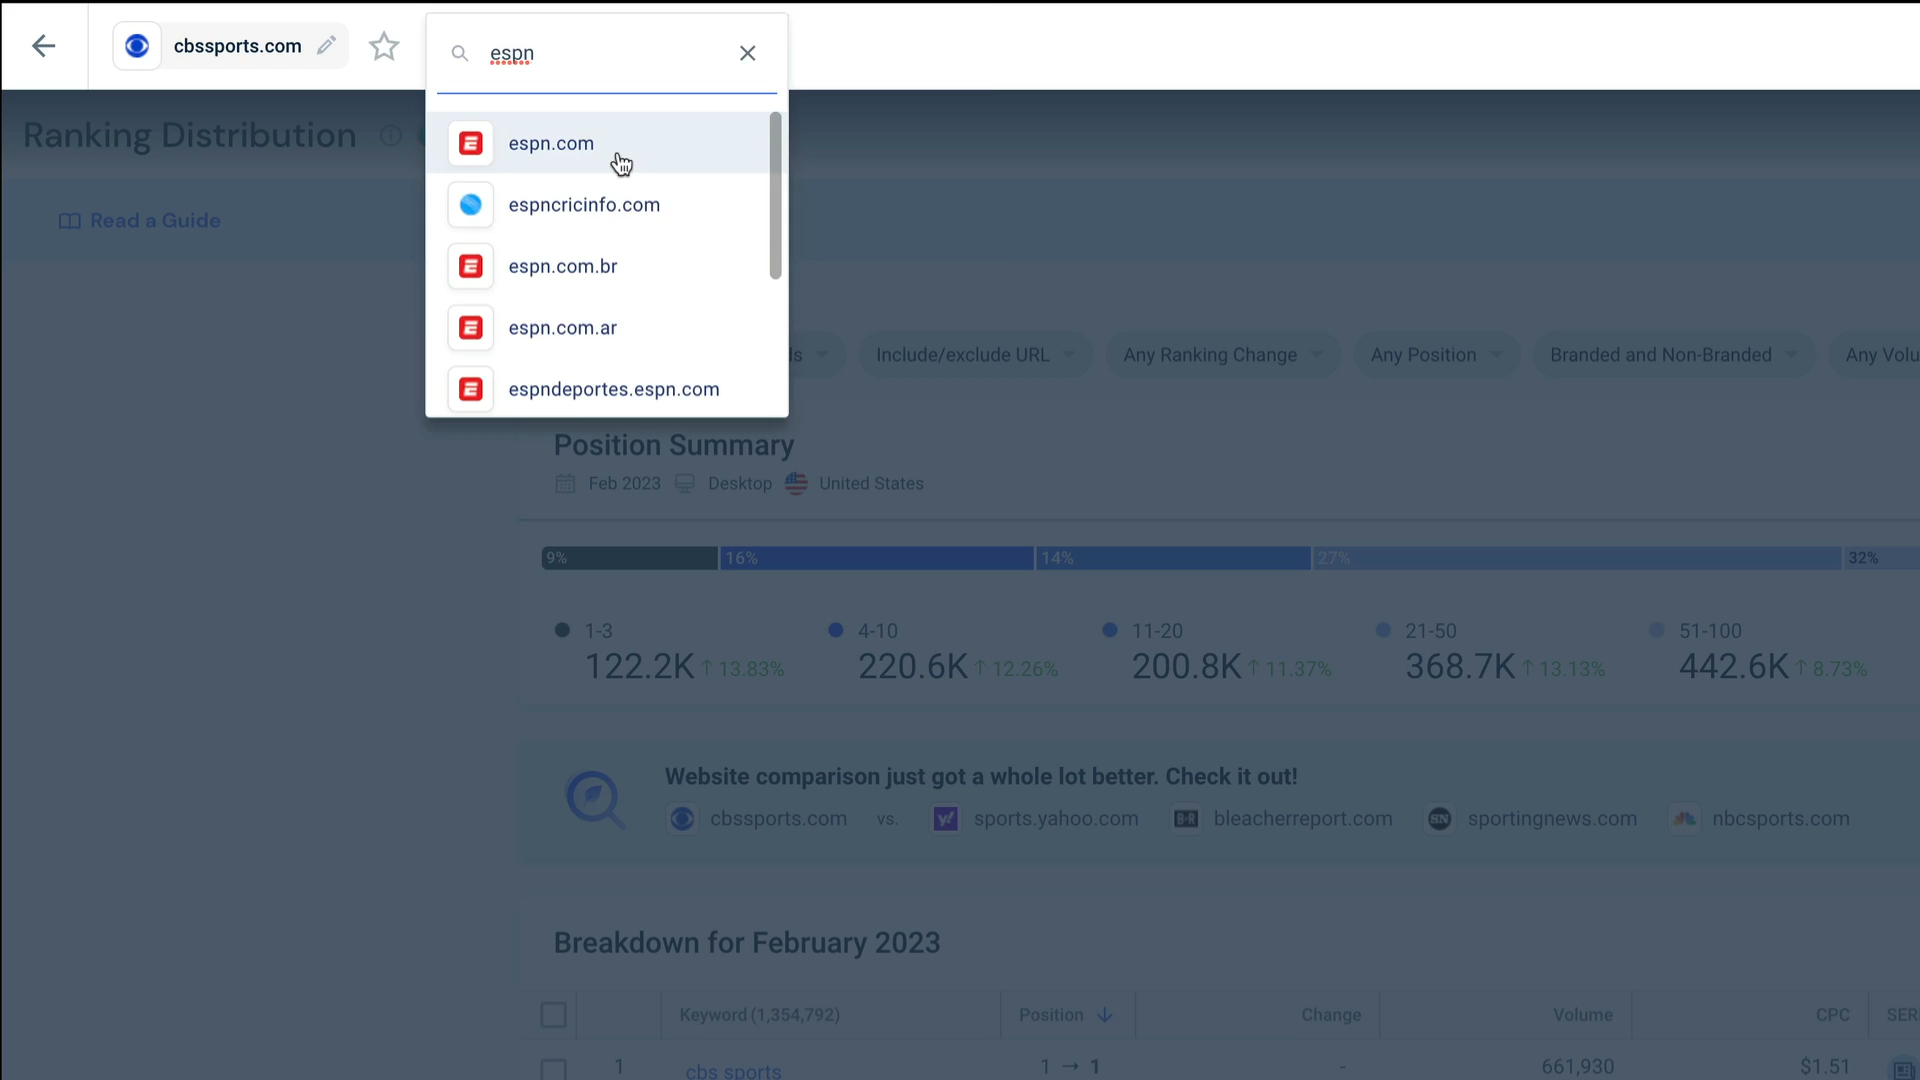 cbssports.com
espn
espn.com
espncricinfo.com
espn.com.br
espn.com.ar
espndeportes.espn.com
Ranking Distribution
Read a Guide
Include/exclude URL
Any Ranking Change
Any Position
Branded and Non-Branded
Any Volu
Position Summary
Feb 2023 Desktop United States
9% 16% 14% 27% 32%
1-3 4-10 11-20 21-50 51-100
122.2K ↑ 13.83% 220.6K ↑ 12.26% 200.8K ↑ 11.37% 368.7K ↑ 13.13% 442.6K ↑ 8.73%
Website comparison just got a whole lot better. Check it out!
cbssports.com vs. sports.yahoo.com bleacherreport.com sportingnews.com nbcsports.com
Breakdown for February 2023
Keyword (1,354,792) Position ↓ Change Volume CPC SER
1 cbs sports 1 → 1 - 661,930 $1.51